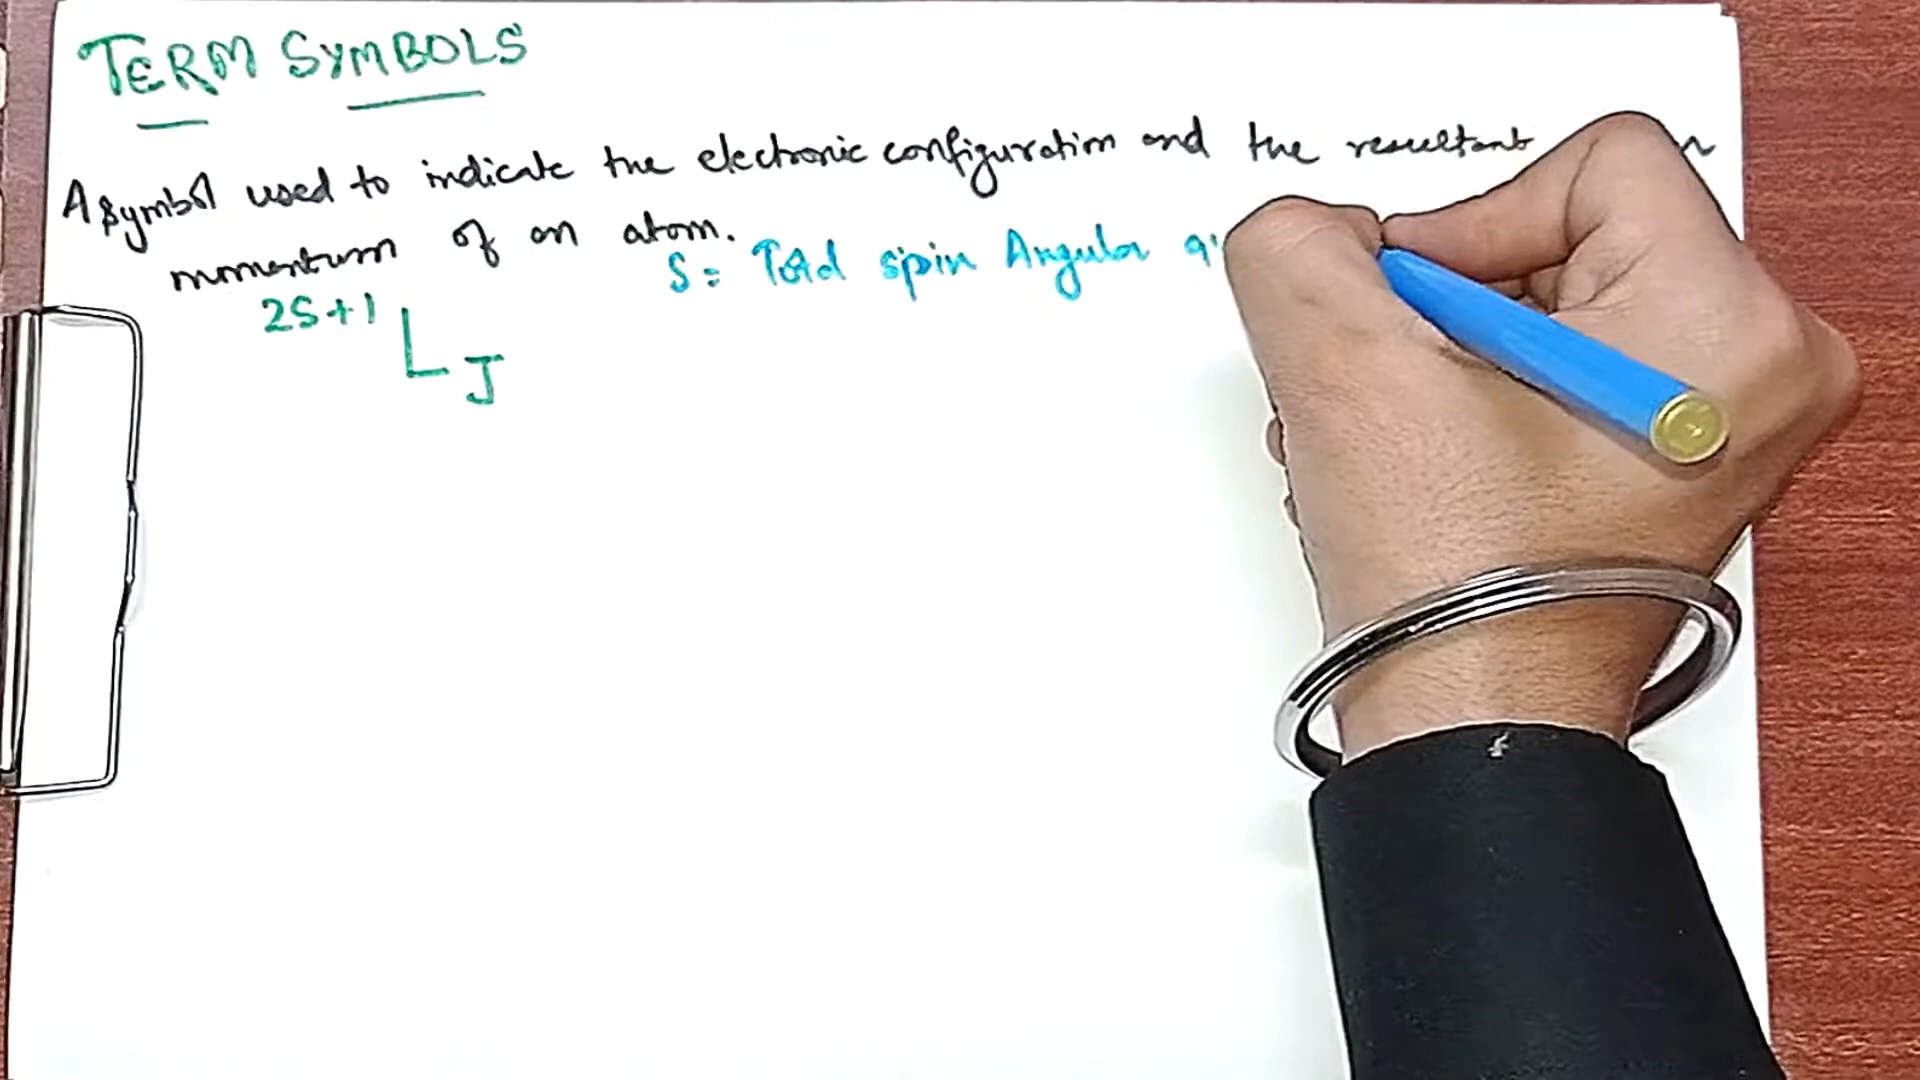 TERM SYMBOLS
A symbol used to indicate the electronic configuration and the resultant
momentum of an atom.
S = Total spin Angular
2S+1 L J